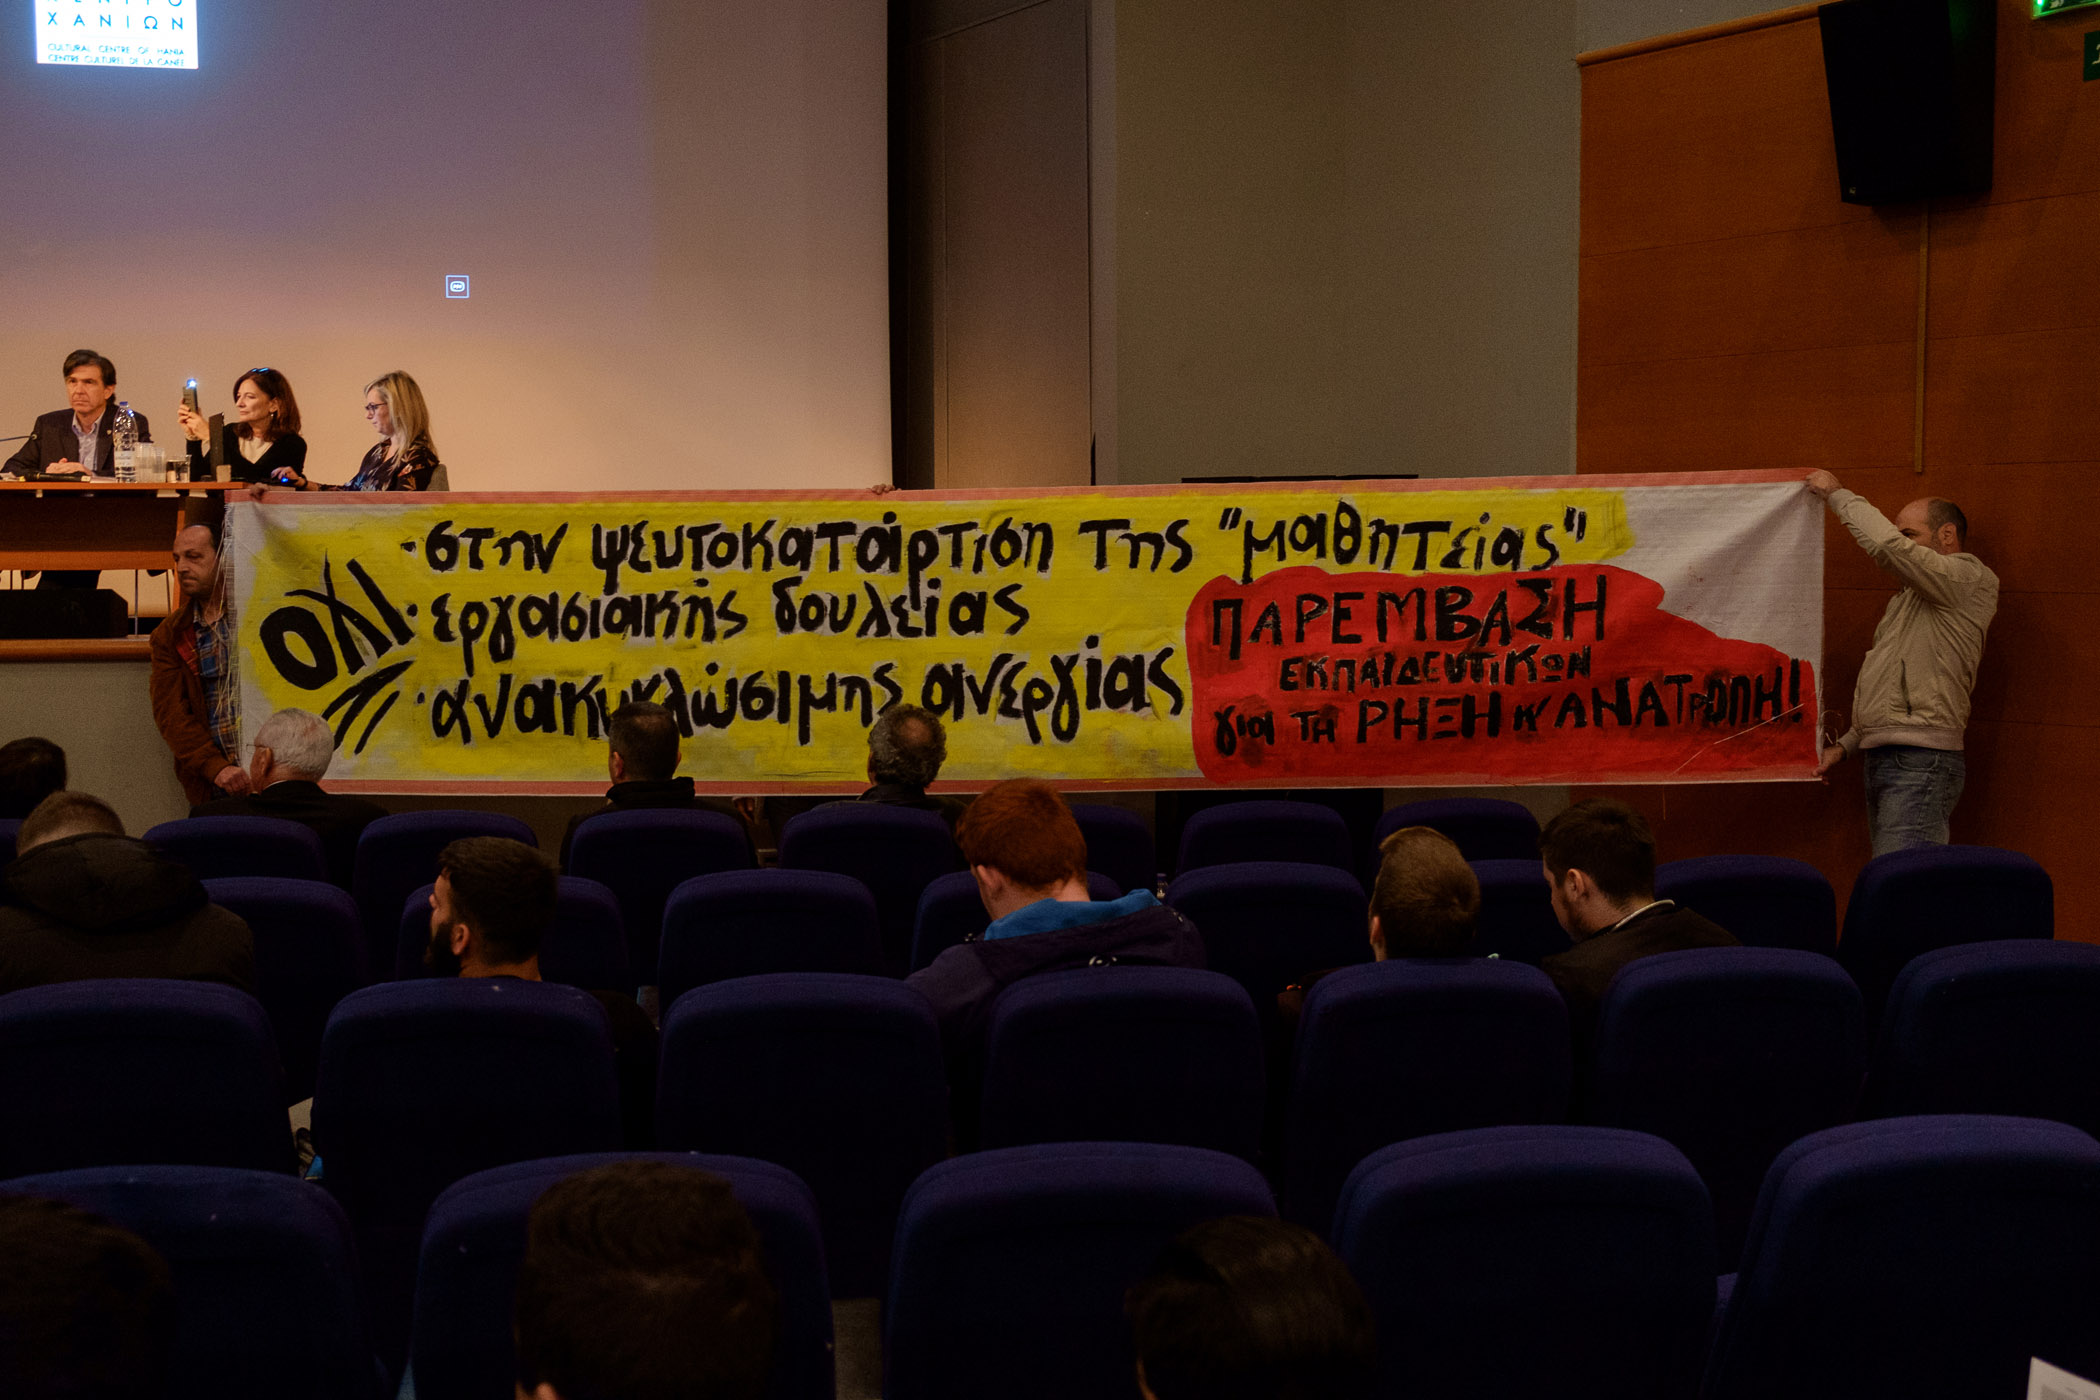 ΧΑΝΙΩΝ
CULTURAL CENTRE OF HANIA
CENTRE CULTUREL DE LA CANÉE
ΟΧΙ
·στην ψευτοκατάρτιση της "μαθητείας"
·εργασιακής δουλείας
·ανακυκλώσιμης ανεργίας
ΠΑΡΕΜΒΑΣΗ
ΕΚΠΑΙΔΕΥΤΙΚΩΝ
για τη ΡΗΞΗ κ' ΑΝΑΤΡΟΠΗ!